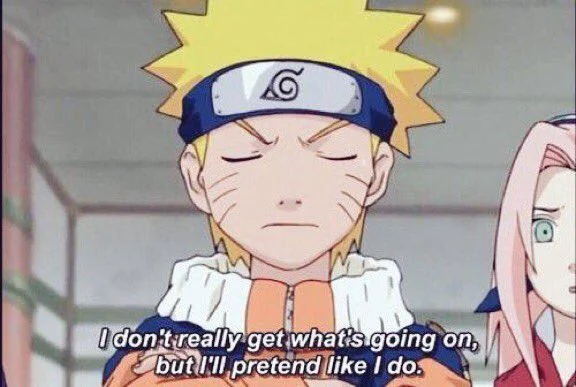 I don't really get what's going on,
but I'll pretend like I do.